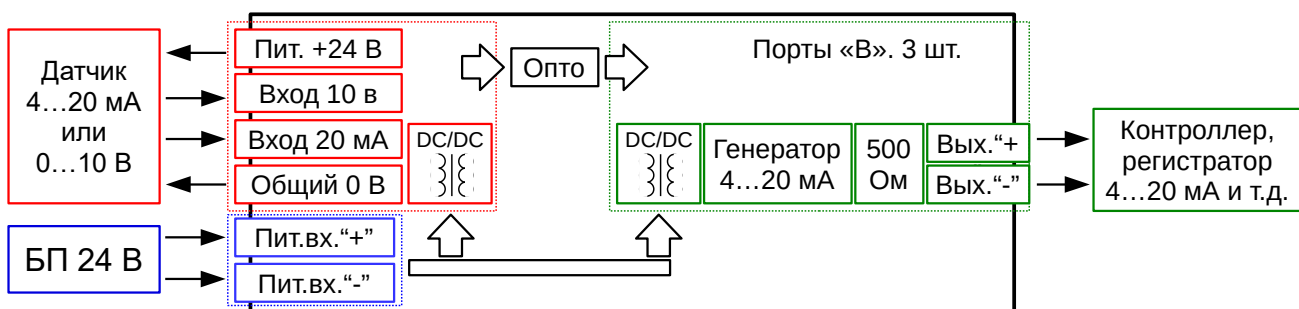 Датчик
4…20 мА
или
0…10 В
БП 24 В
Пит. +24 В
Вход 10 в
Вход 20 мА
Общий 0 В
DC/DC
Пит.вх.“+”
Пит.вх.“-”
Опто
Порты «В». 3 шт.
DC/DC
Генератор
4…20 мА
500
Ом
Вых.“+
Вых.“-”
Контроллер,
регистратор
4…20 мА и т.д.